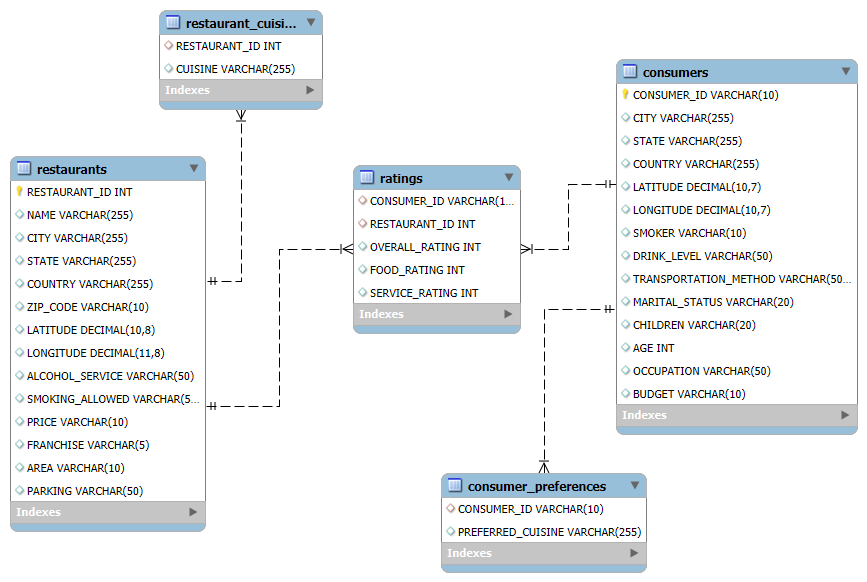 restaurant_cuisi...
RESTAURANT_ID INT
CUISINE VARCHAR(255)
Indexes
restaurants
RESTAURANT_ID INT
NAME VARCHAR(255)
CITY VARCHAR(255)
STATE VARCHAR(255)
COUNTRY VARCHAR(255)
ZIP_CODE VARCHAR(10)
LATITUDE DECIMAL(10,8)
LONGITUDE DECIMAL(11,8)
ALCOHOL_SERVICE VARCHAR(50)
SMOKING_ALLOWED VARCHAR(5...
PRICE VARCHAR(10)
FRANCHISE VARCHAR(5)
AREA VARCHAR(10)
PARKING VARCHAR(50)
Indexes
ratings
CONSUMER_ID VARCHAR(1...
RESTAURANT_ID INT
OVERALL_RATING INT
FOOD_RATING INT
SERVICE_RATING INT
Indexes
consumers
CONSUMER_ID VARCHAR(10)
CITY VARCHAR(255)
STATE VARCHAR(255)
COUNTRY VARCHAR(255)
LATITUDE DECIMAL(10,7)
LONGITUDE DECIMAL(10,7)
SMOKER VARCHAR(10)
DRINK_LEVEL VARCHAR(50)
TRANSPORTATION_METHOD VARCHAR(50...
MARITAL_STATUS VARCHAR(20)
CHILDREN VARCHAR(20)
AGE INT
OCCUPATION VARCHAR(50)
BUDGET VARCHAR(10)
Indexes
consumer_preferences
CONSUMER_ID VARCHAR(10)
PREFERRED_CUISINE VARCHAR(255)
Indexes